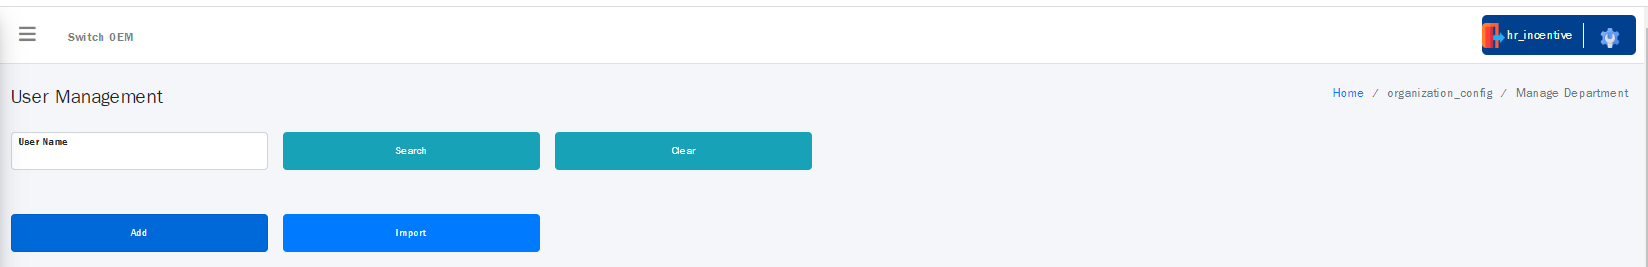 Switch OEM
hr_incentive
User Management
Home / organization_config / Manage Department
User Name
Search
Clear
Add
Import